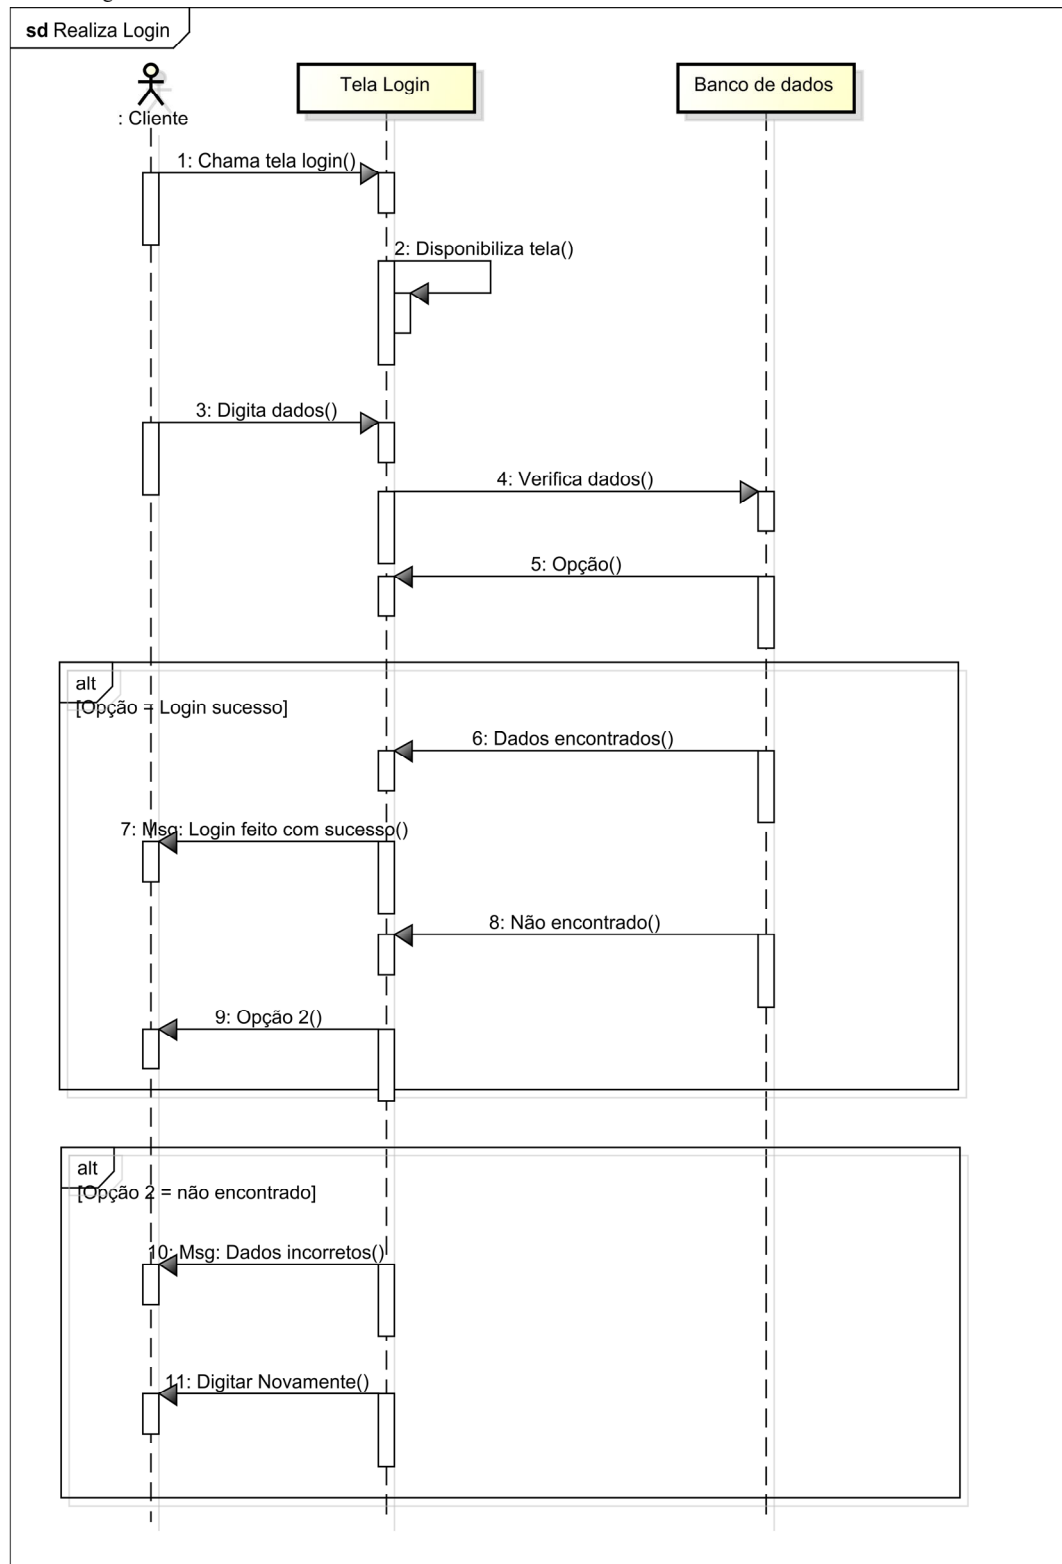 sd Realiza Login
: Cliente
Tela Login
Banco de dados
1: Chama tela login()
2: Disponibiliza tela()
3: Digita dados()
4: Verifica dados()
5: Opção()
alt
[Opção = Login sucesso]
6: Dados encontrados()
7: Msg: Login feito com sucesso()
8: Não encontrado()
9: Opção 2()
alt
[Opção 2 = não encontrado]
10: Msg: Dados incorretos()
11: Digitar Novamente()